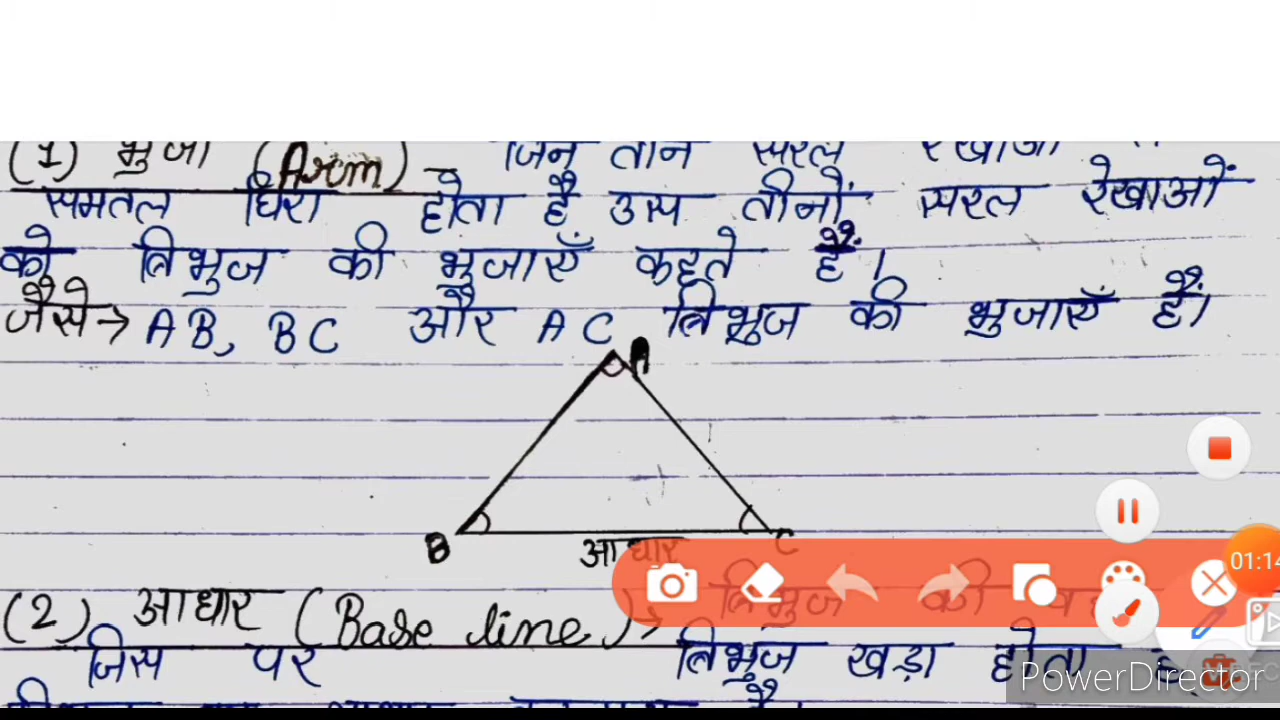 (1) भुजा (Arm) - जिन तीन सरल रेखाओं से
समतल घिरा होता है उस तीनों सरल रेखाओं
को त्रिभुज की भुजाएँ कहते हैं।
जैसे→ AB, BC और AC त्रिभुज की भुजाएँ हैं।
A
B आधार C
(2) आधार (Base line)→ त्रिभुज की
जिस पर त्रिभुज खड़ा होता
01:14
PowerDirector